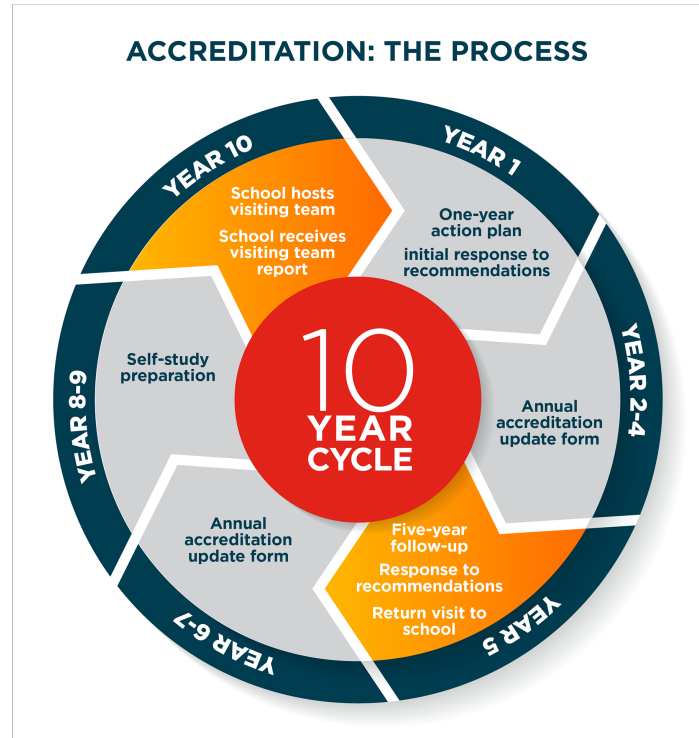 ACCREDITATION: THE PROCESS
YEAR 1
One-year
action plan
initial response to
recommendations
YEAR 2-4
Annual
accreditation
update form
YEAR 5
Five-year
follow-up
Response to
recommendations
Return visit to
school
YEAR 6-7
Annual
accreditation
update form
YEAR 8-9
Self-study
preparation
YEAR 10
School hosts
visiting team
School receives
visiting team
report
10
YEAR
CYCLE